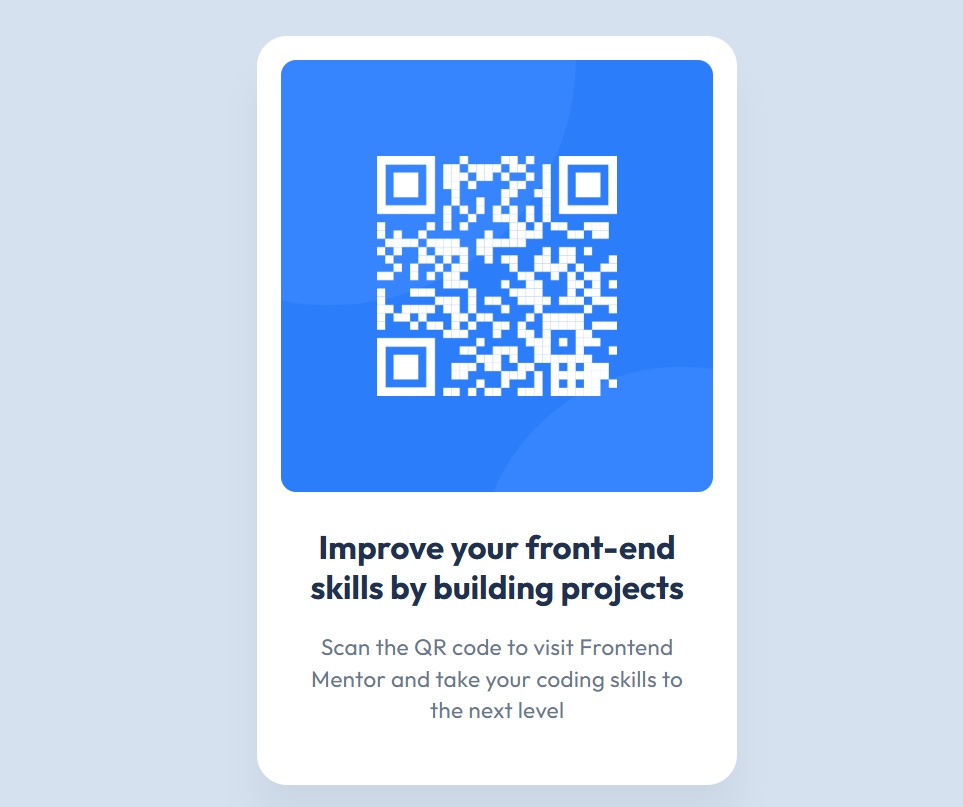 Improve your front-end
skills by building projects
Scan the QR code to visit Frontend
Mentor and take your coding skills to
the next level